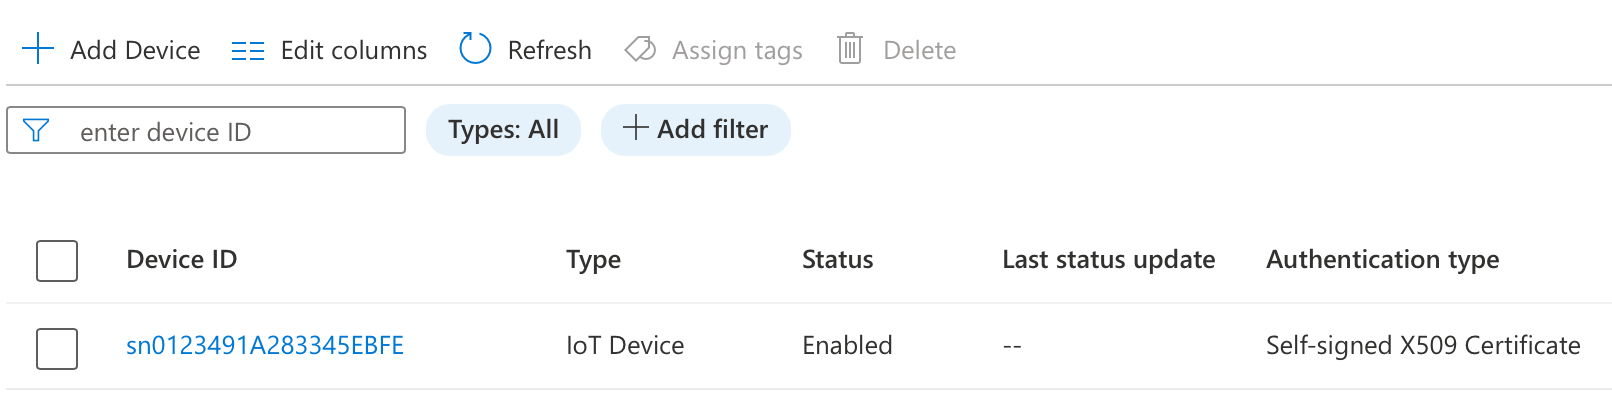 Add Device Edit columns Refresh Assign tags Delete
enter device ID Types: All Add filter
Device ID Type Status Last status update Authentication type
sn0123491A283345EBFE IoT Device Enabled -- Self-signed X509 Certificate